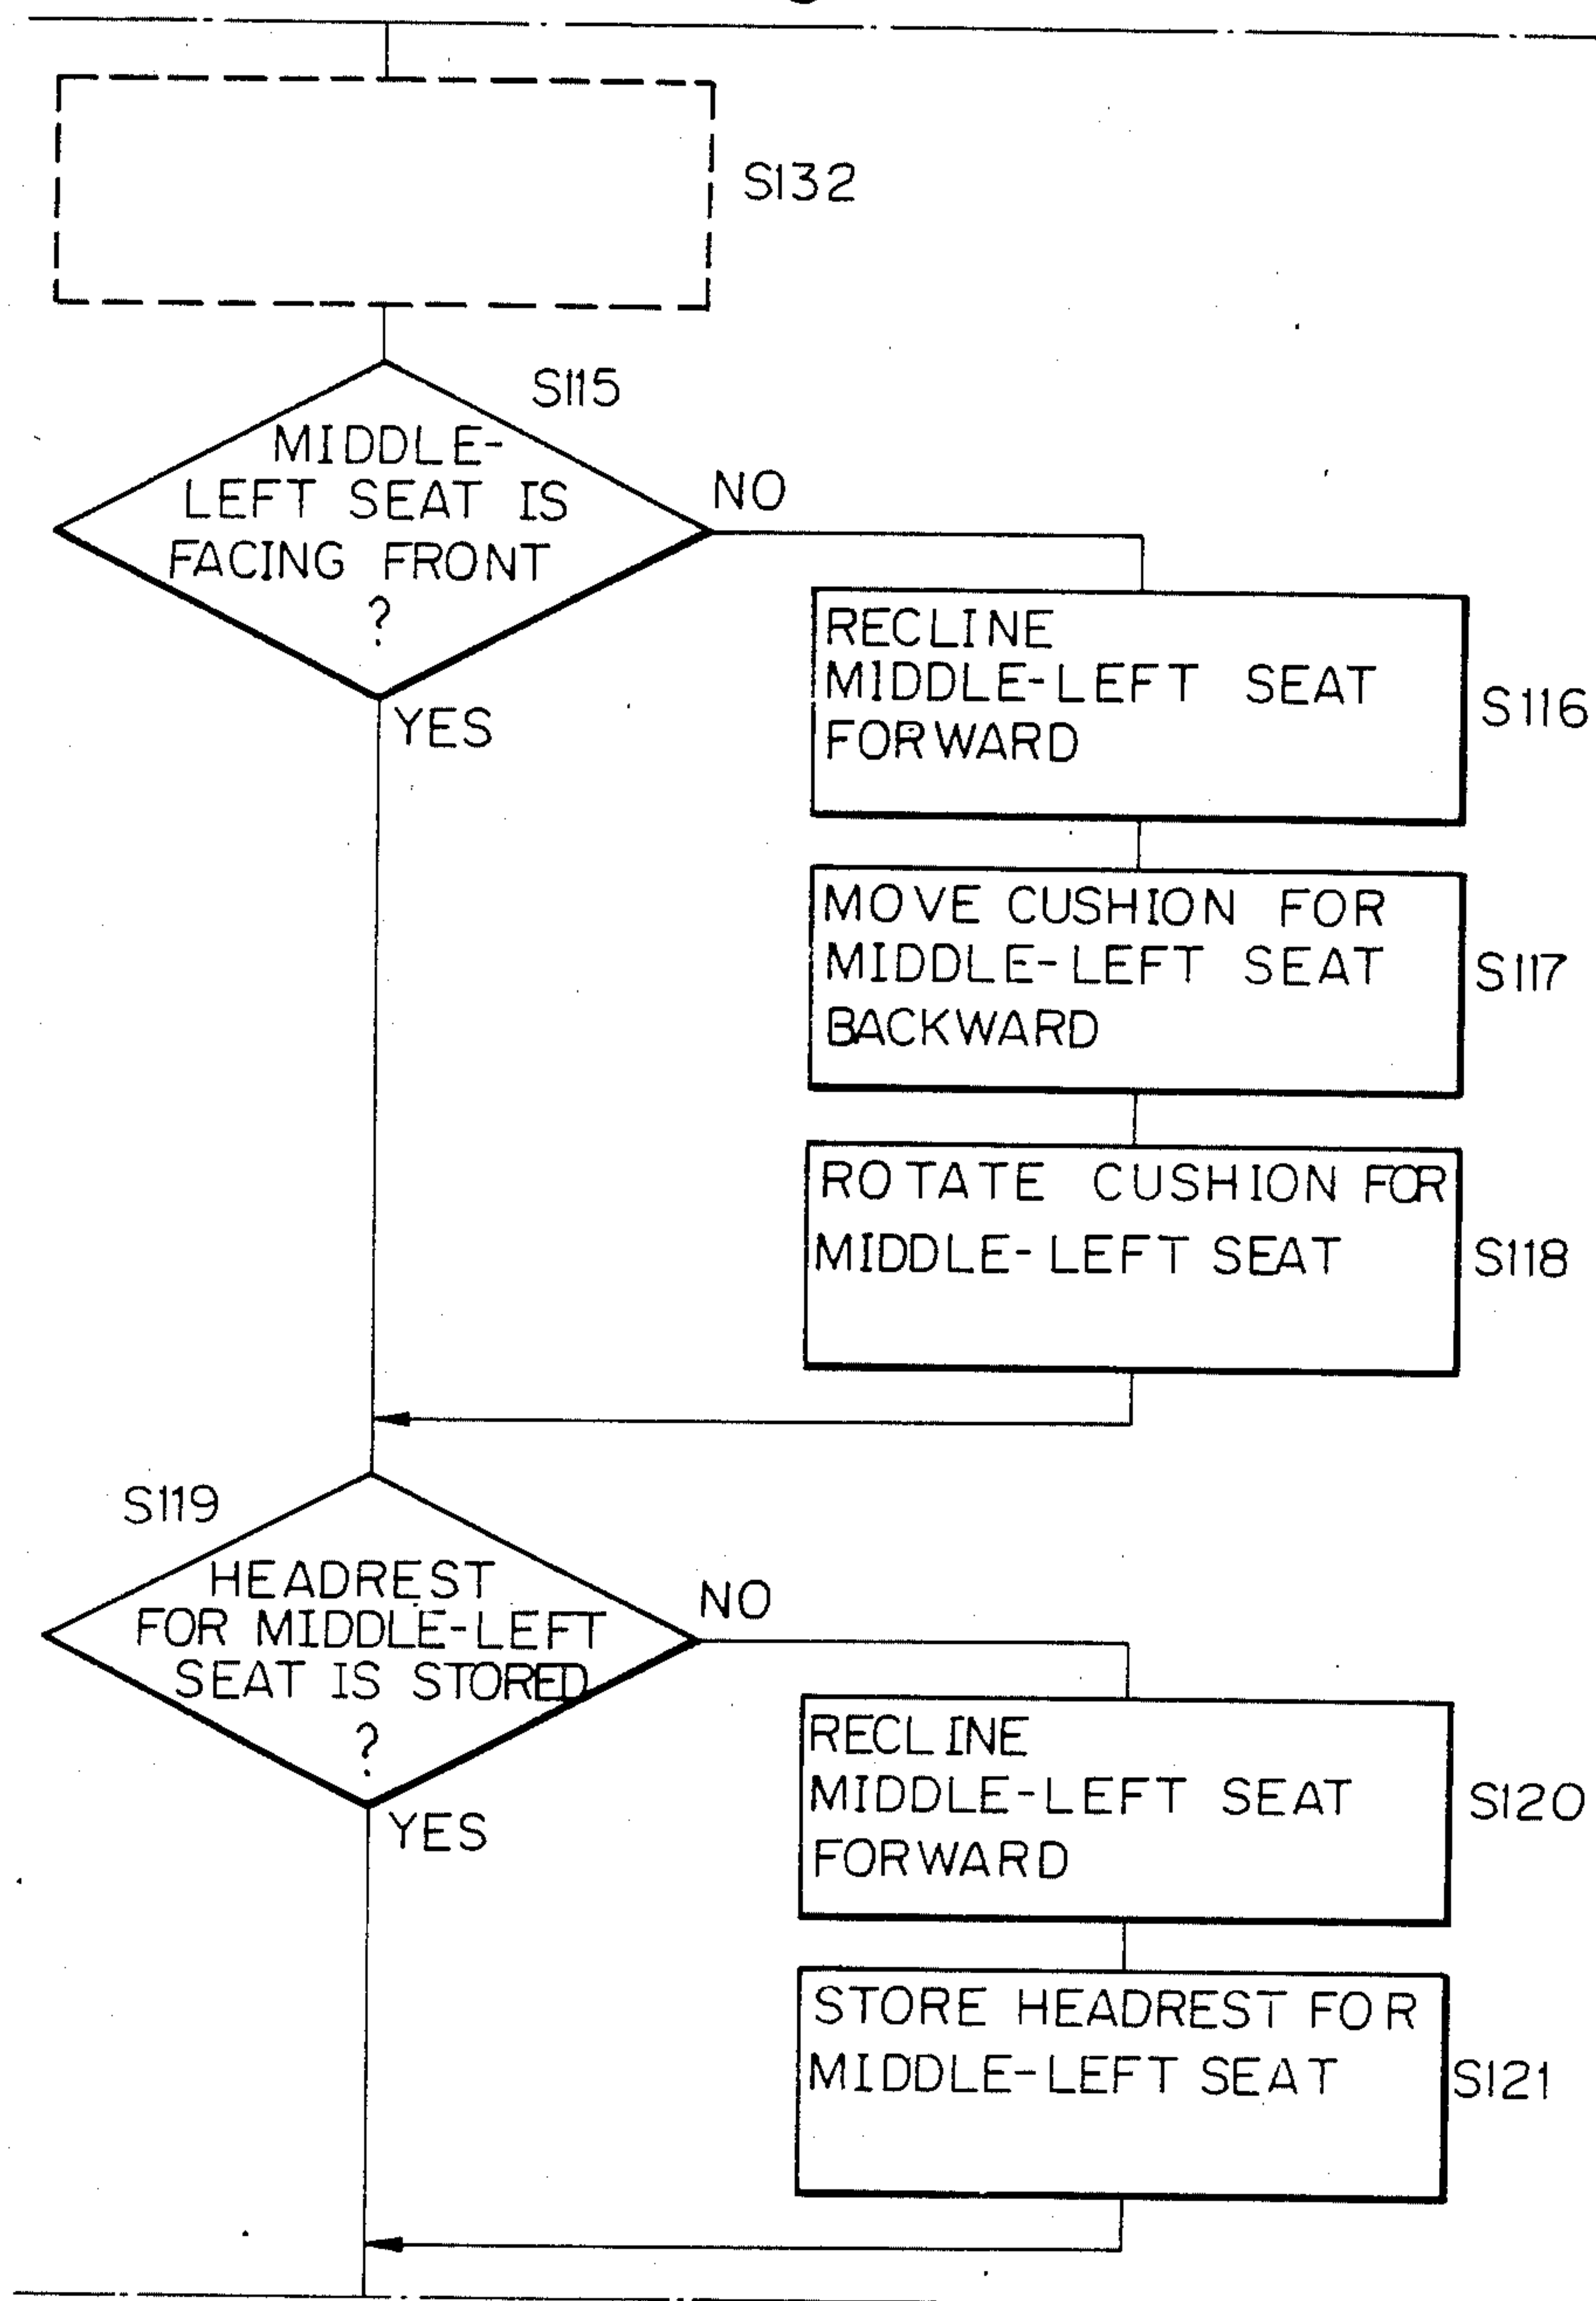 S132
S115
MIDDLE-
LEFT SEAT IS
FACING FRONT
?
NO
YES
RECLINE
MIDDLE-LEFT SEAT
FORWARD
S116
MOVE CUSHION FOR
MIDDLE-LEFT SEAT
BACKWARD
S117
ROTATE CUSHION FOR
MIDDLE-LEFT SEAT
S118
S119
HEADREST
FOR MIDDLE-LEFT
SEAT IS STORED
?
NO
YES
RECLINE
MIDDLE-LEFT SEAT
FORWARD
S120
STORE HEADREST FOR
MIDDLE-LEFT SEAT
S121